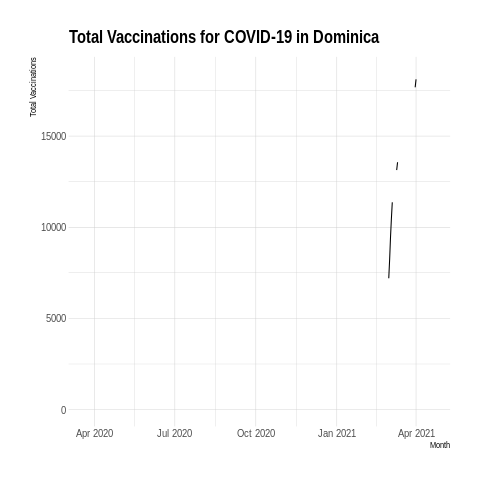 Total Vaccinations for COVID-19 in Dominica
Total Vaccinations
15000
10000
5000
0
Apr 2020 Jul 2020 Oct 2020 Jan 2021 Apr 2021
Month